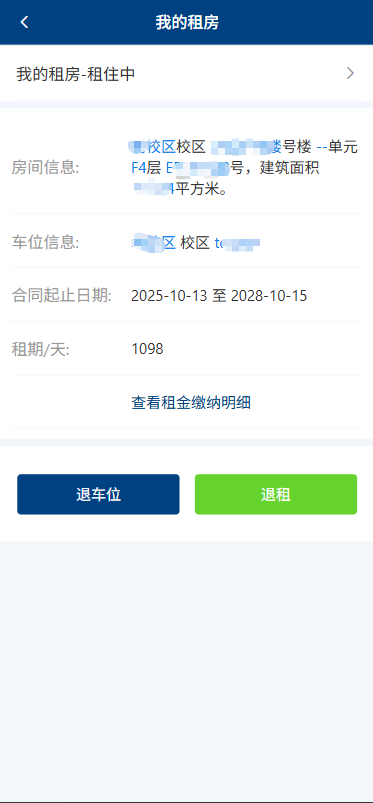 我的租房
我的租房-租住中
房间信息:
校区校区 楼号楼 --单元
F4层 号，建筑面积
4平方米。
车位信息:
区 校区
合同起止日期:
2025-10-13 至 2028-10-15
租期/天:
1098
查看租金缴纳明细
退车位
退租